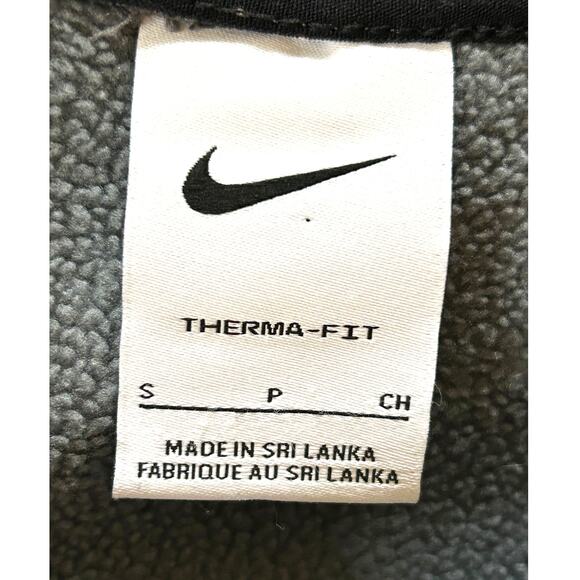 THERMA-FIT
S P CH
MADE IN SRI LANKA
FABRIQUE AU SRI LANKA